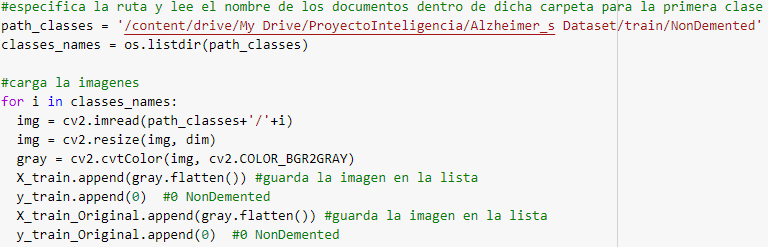 #especifica la ruta y lee el nombre de los documentos dentro de dicha carpeta para la primera clase
path_classes = '/content/drive/My Drive/ProyectoInteligencia/Alzheimer_s Dataset/train/NonDemented'
classes_names = os.listdir(path_classes)

#carga la imagenes
for i in classes_names:
  img = cv2.imread(path_classes+'/'+i)
  img = cv2.resize(img, dim)
  gray = cv2.cvtColor(img, cv2.COLOR_BGR2GRAY)
  X_train.append(gray.flatten()) #guarda la imagen en la lista
  y_train.append(0)  #0 NonDemented
  X_train_Original.append(gray.flatten()) #guarda la imagen en la lista
  y_train_Original.append(0)  #0 NonDemented